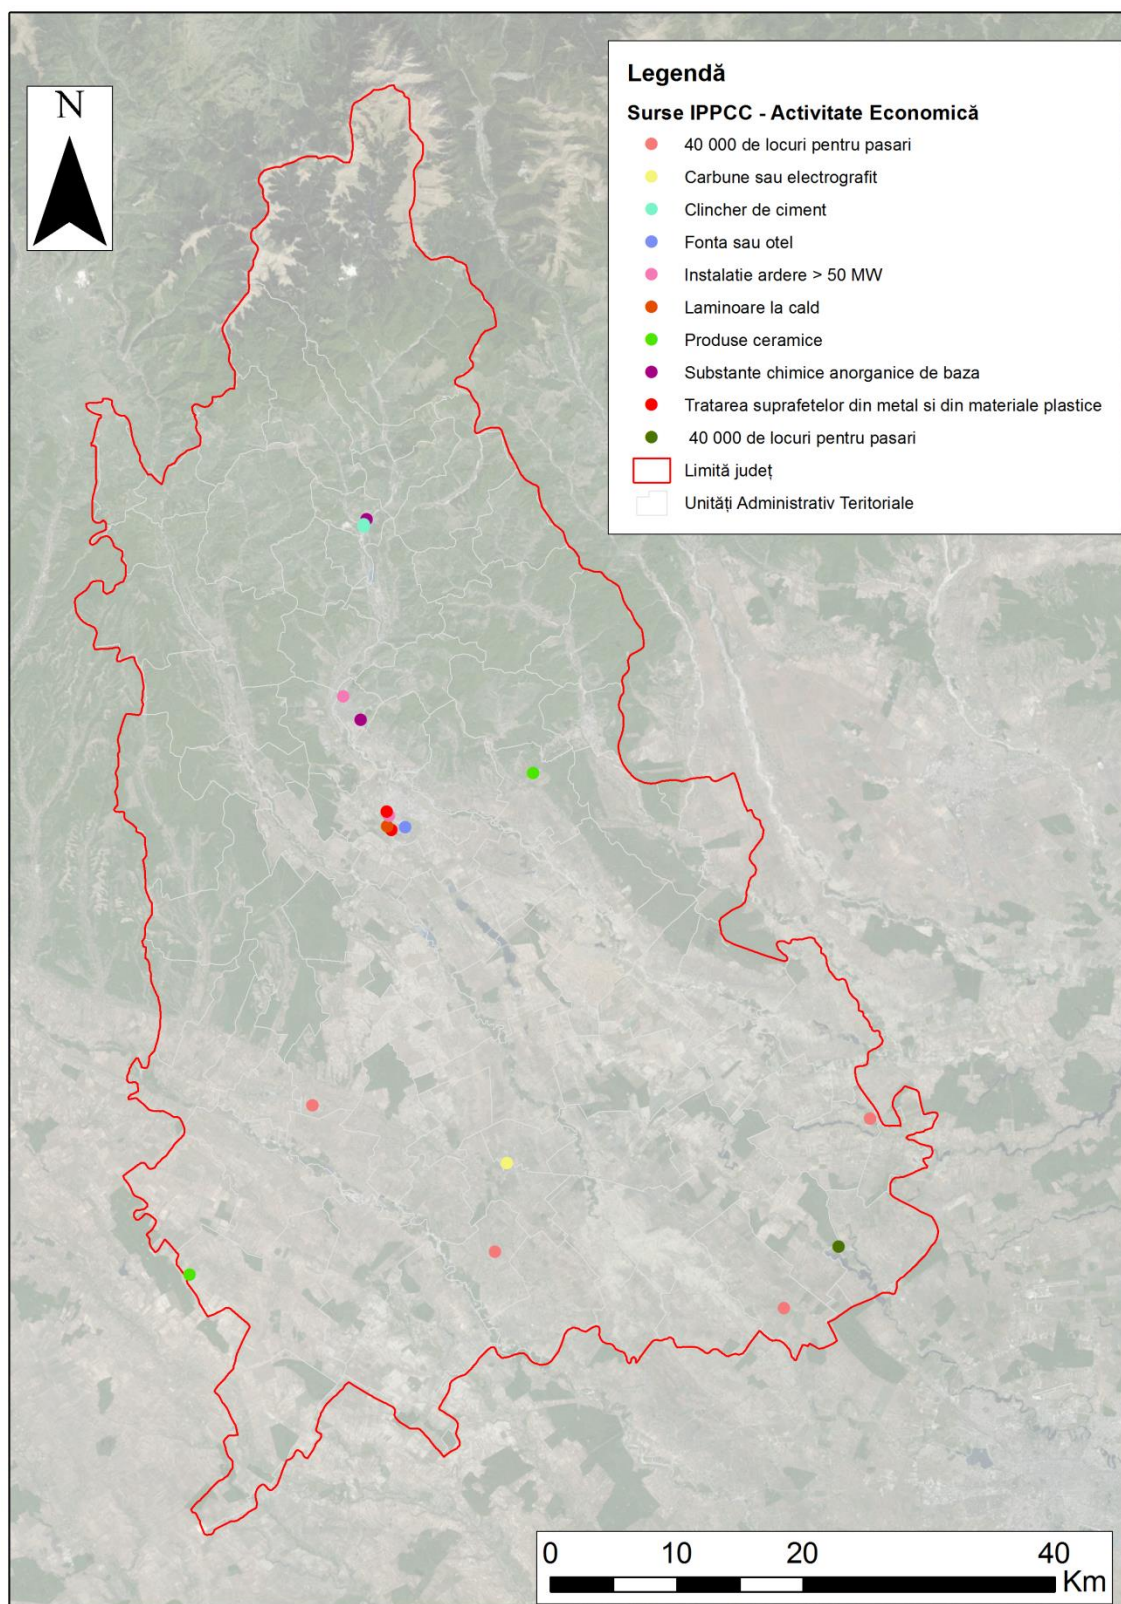 N
Legendă
Surse IPPCC - Activitate Economică
40 000 de locuri pentru pasari
Carbune sau electrografit
Clincher de ciment
Fonta sau otel
Instalatie ardere > 50 MW
Laminoare la cald
Produse ceramice
Substante chimice anorganice de baza
Tratarea suprafetelor din metal si din materiale plastice
40 000 de locuri pentru pasari
Limită județ
Unități Administrativ Teritoriale
0 10 20 40
Km